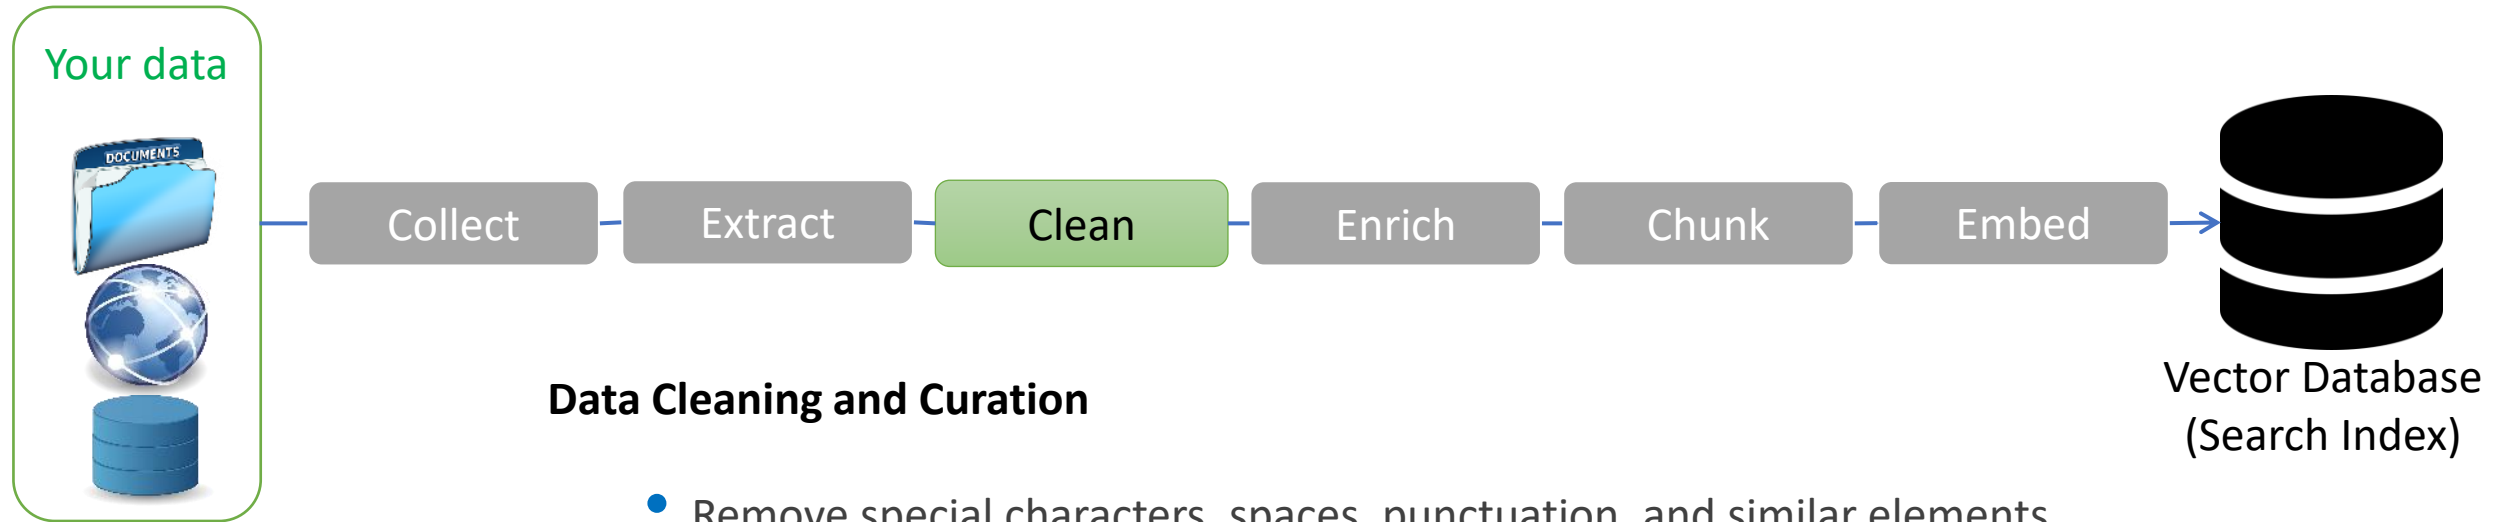 Your data
DOCUMENTS
Collect
Extract
Clean
Enrich
Chunk
Embed
Vector Database
(Search Index)
Data Cleaning and Curation
Remove special characters, spaces, punctuation, and similar elements